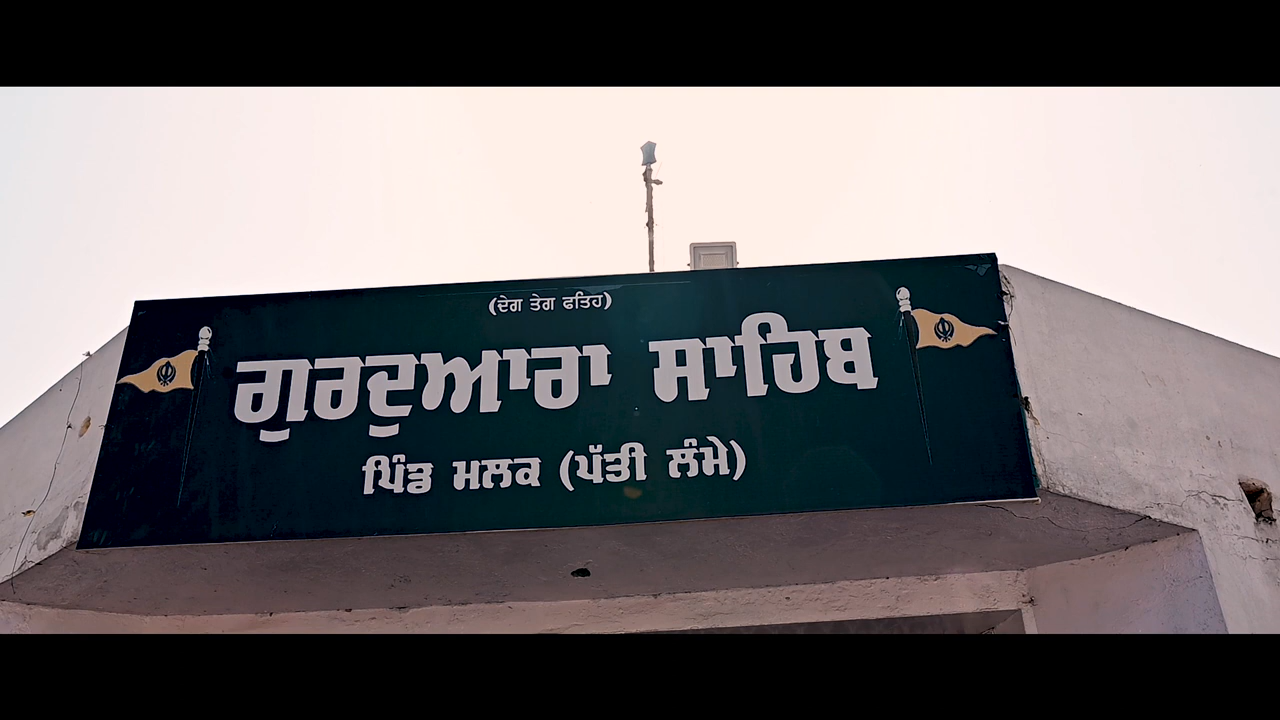 (ਦੇਗ ਤੇਗ ਫਤਿਹ)
ਗੁਰਦੁਆਰਾ ਸਾਹਿਬ
ਪਿੰਡ ਮਲਕ (ਪੱਤੀ ਲੰਮੇ)